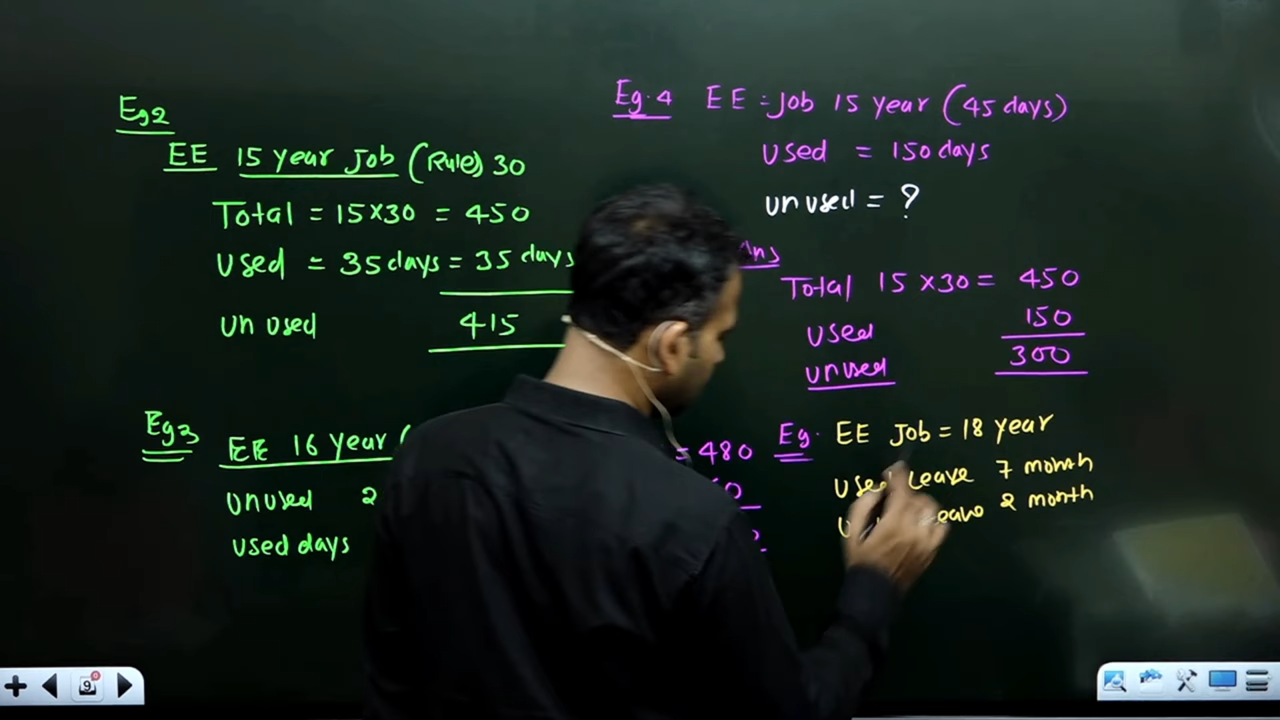 Eg2
EE 15 year Job (Rule) 30
Total = 15x30 = 450
used = 35 days = 35 days
un used 415
Eg.4 EE = Job 15 year (45 days)
used = 150 days
unused = ?
Ans
Total 15 x30 = 450
used 150
unused 300
Eg3 EE 16 year (
= 480
unused 2
used days
Eg. EE Job = 18 year
Used Leave 7 month
Leave 2 month
9